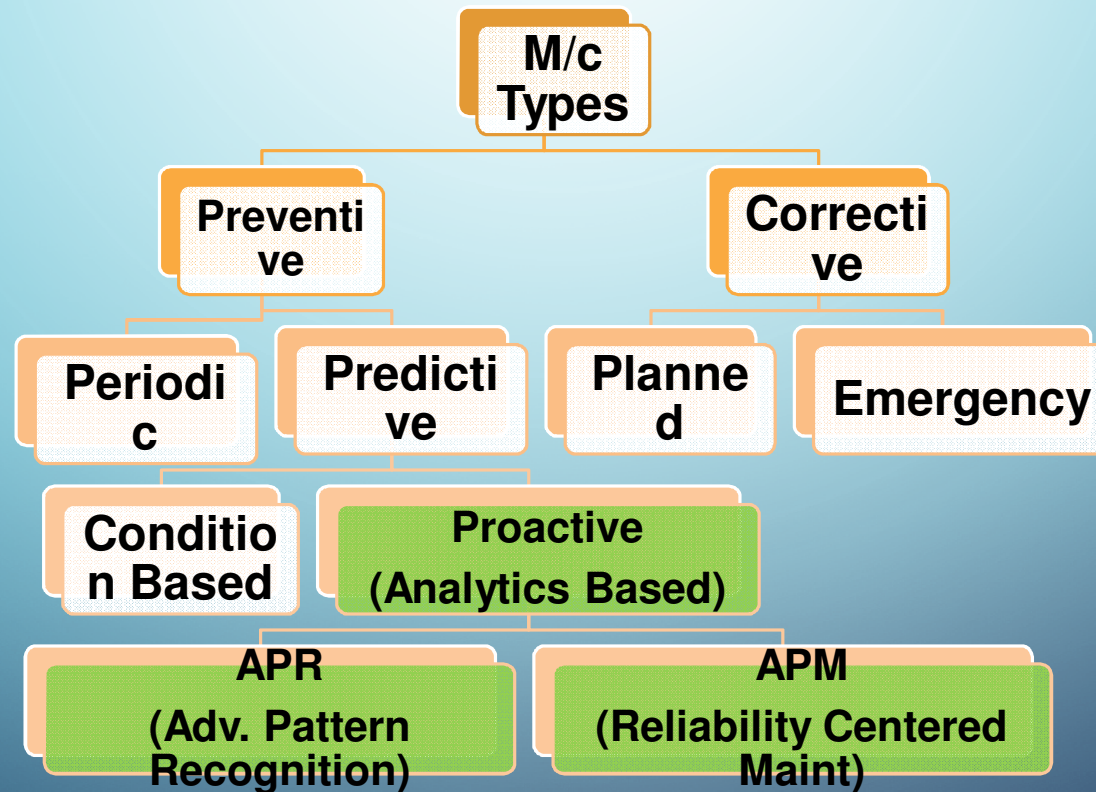 M/c
Types
Preventi
ve
Correcti
ve
Periodi
c
Predicti
ve
Planne
d
Emergency
Conditio
n Based
Proactive
(Analytics Based)
APR
(Adv. Pattern
Recognition)
APM
(Reliability Centered
Maint)